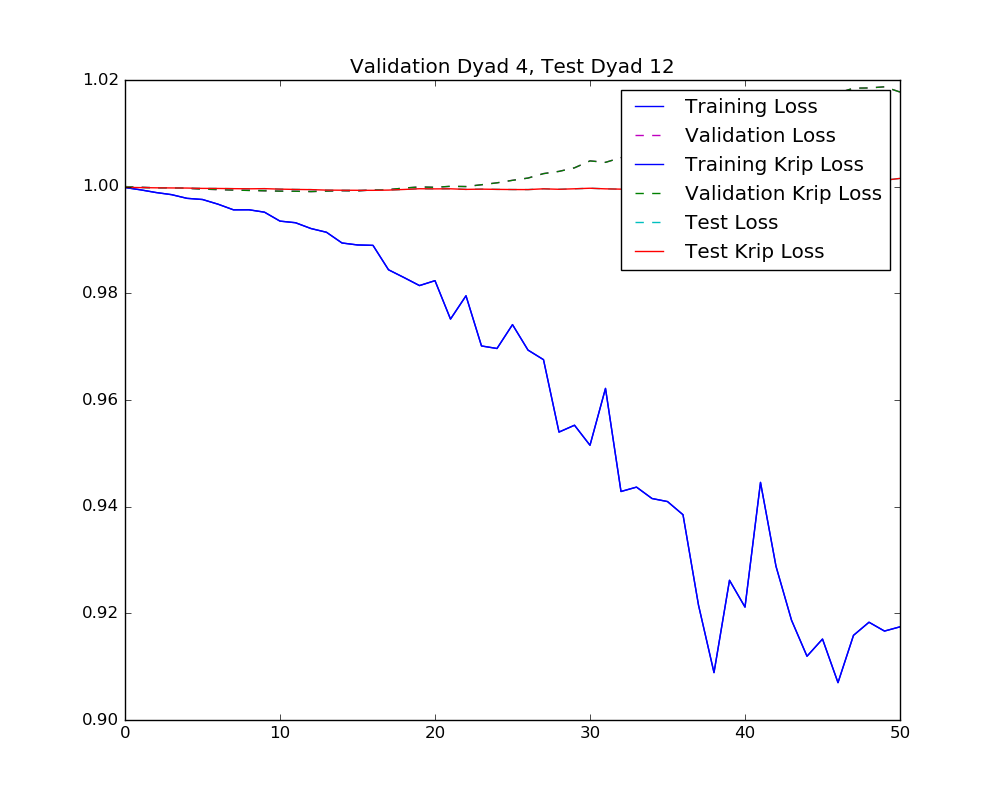 Validation Dyad 4, Test Dyad 12
1.02
1.00
0.98
0.96
0.94
0.92
0.90
0
10
20
30
40
50
Training Loss
Validation Loss
Training Krip Loss
Validation Krip Loss
Test Loss
Test Krip Loss